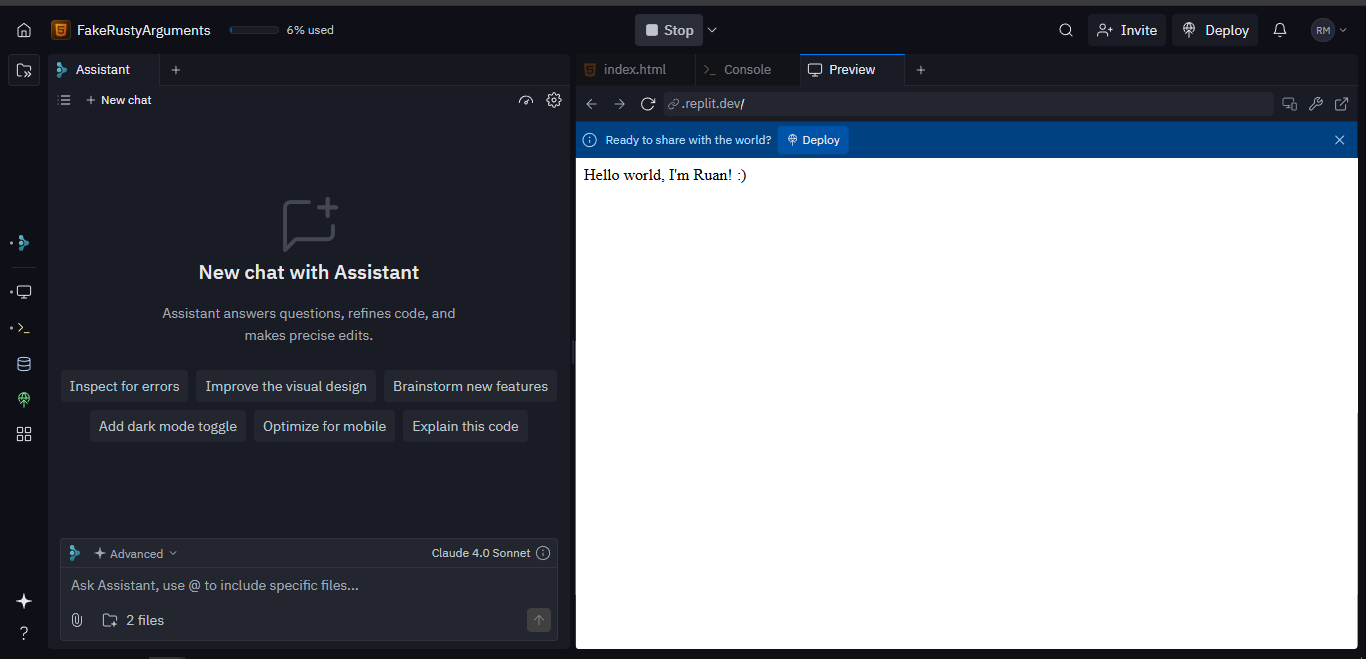 FakeRustyArguments
6% used
Stop
Invite
Deploy
RM
Assistant
New chat
New chat with Assistant
Assistant answers questions, refines code, and
makes precise edits.
Inspect for errors
Improve the visual design
Brainstorm new features
Add dark mode toggle
Optimize for mobile
Explain this code
Advanced
Claude 4.0 Sonnet
Ask Assistant, use @ to include specific files...
2 files
index.html
Console
Preview
.replit.dev/
Ready to share with the world?
Deploy
Hello world, I'm Ruan! :)